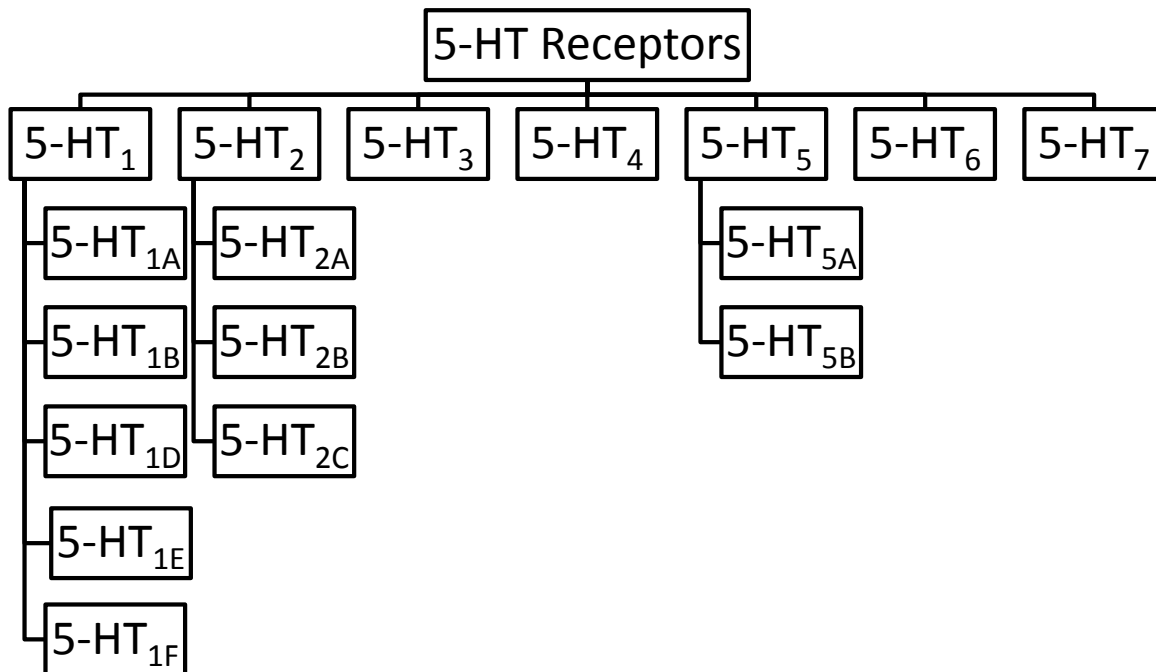 5-HT Receptors
5-HT₁ 5-HT₂ 5-HT₃ 5-HT₄ 5-HT₅ 5-HT₆ 5-HT₇
5-HT₁A 5-HT₂A 5-HT₅A
5-HT₁B 5-HT₂B 5-HT₅B
5-HT₁D 5-HT₂C
5-HT₁E
5-HT₁F